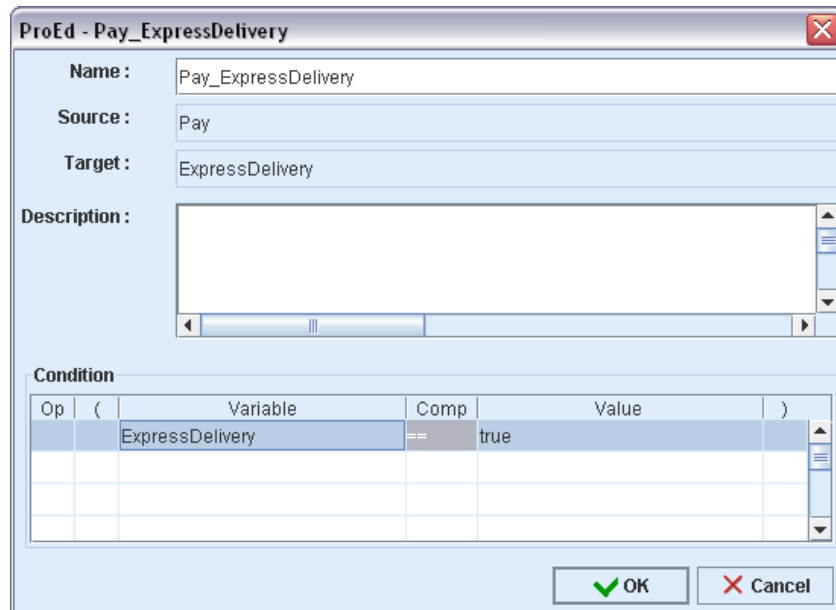 ProEd - Pay_ExpressDelivery
Name : Pay_ExpressDelivery
Source : Pay
Target : ExpressDelivery
Description :
Condition
Op ( Variable Comp Value )
ExpressDelivery == true
OK Cancel